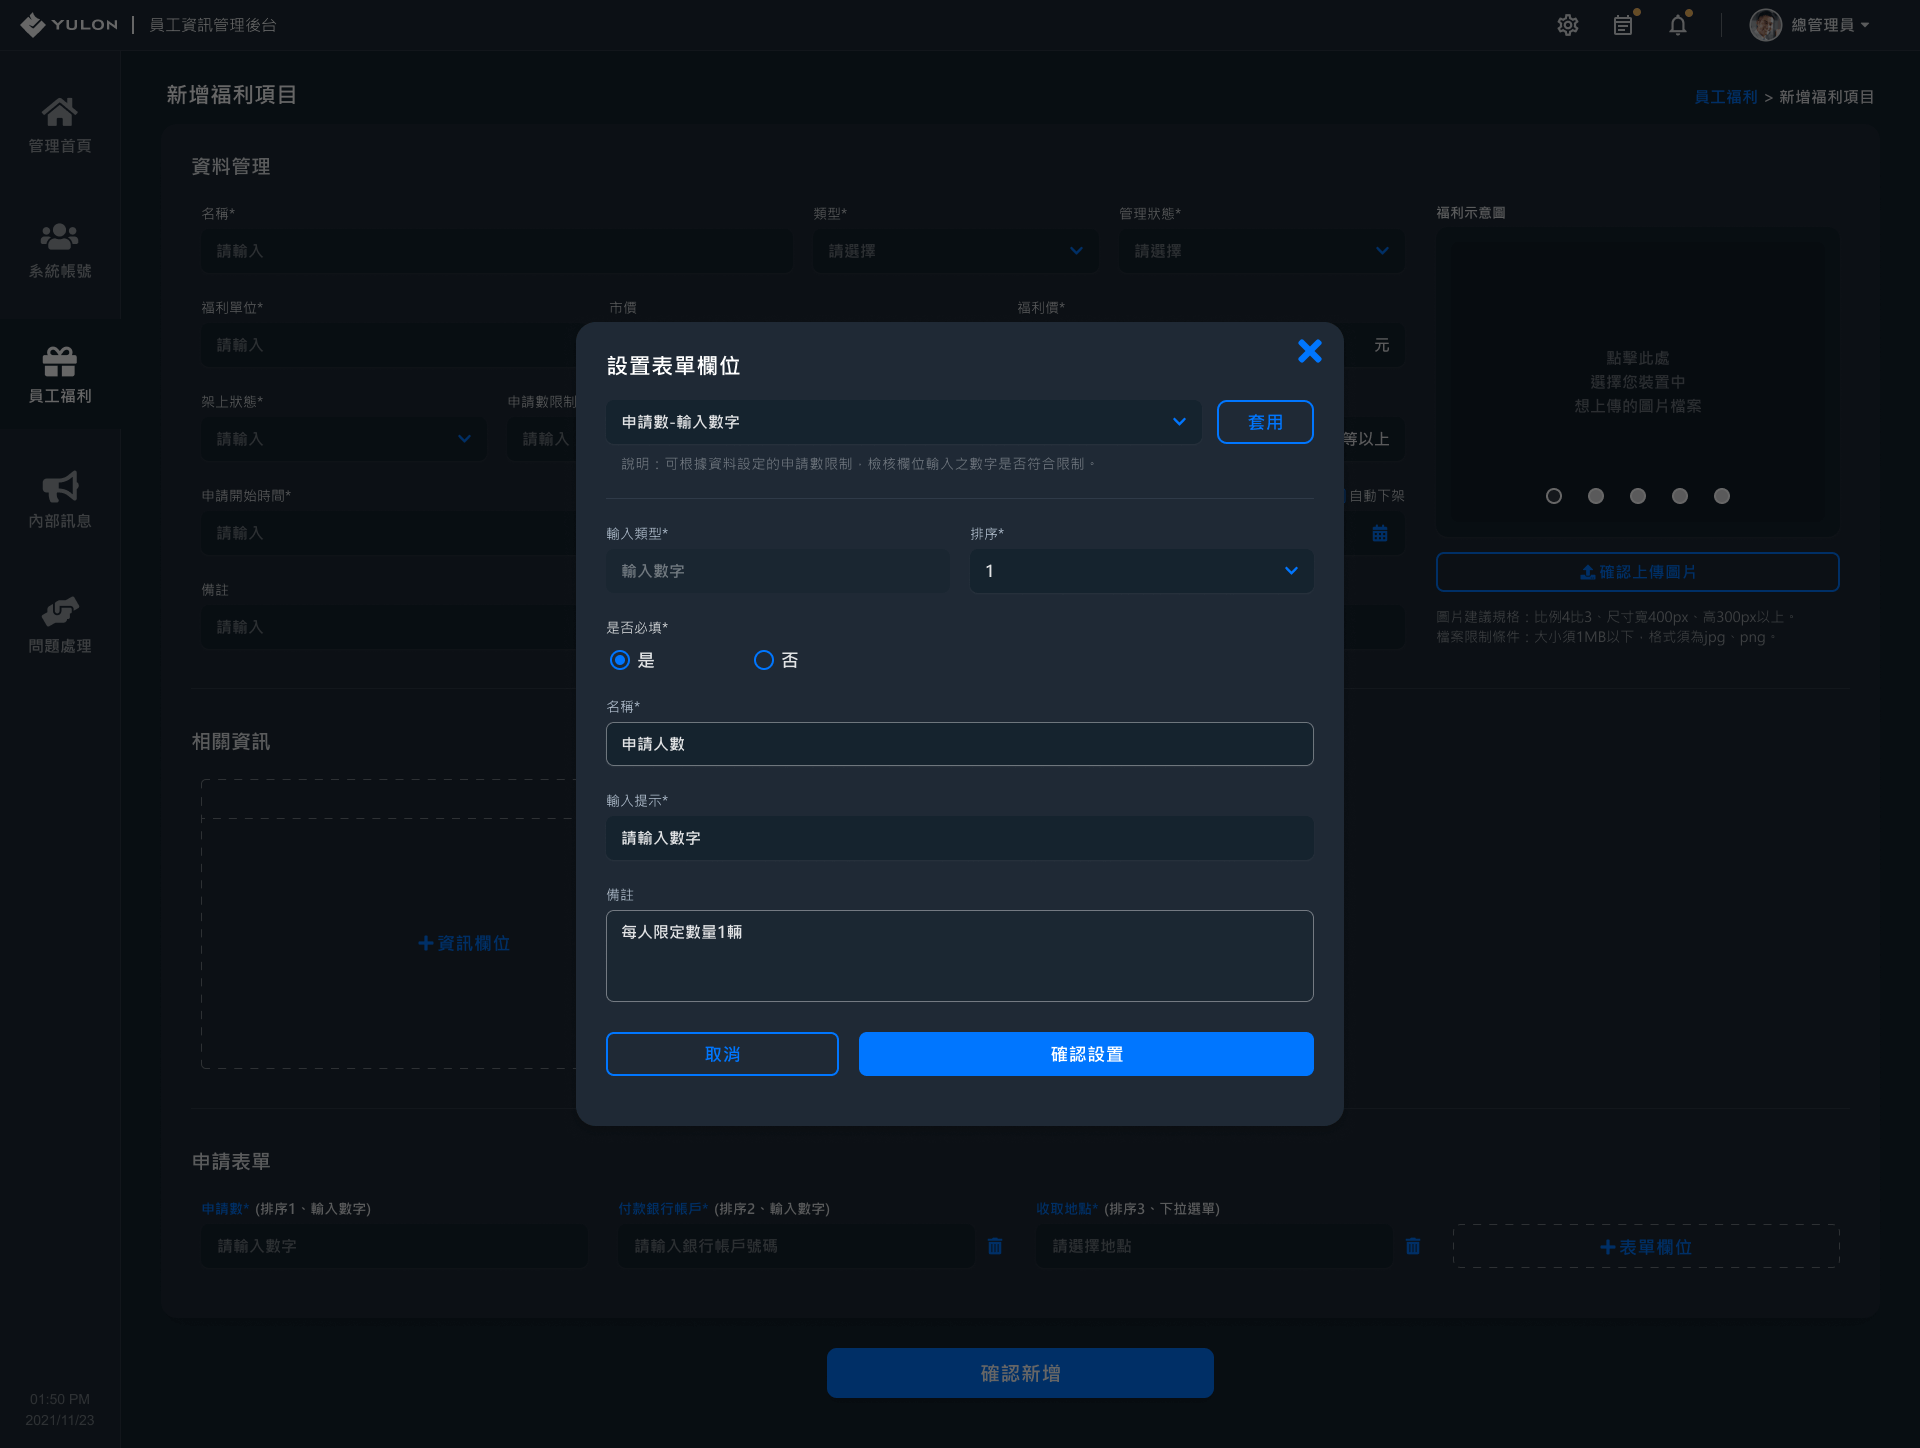 YULON
員工資訊管理後台
總管理員
新增福利項目
員工福利 > 新增福利項目
管理首頁
系統帳號
員工福利
內部訊息
問題處理
01:50 PM
2021/11/23
資料管理
名稱*
請輸入
類型*
請選擇
管理狀態*
請選擇
福利示意圖
點擊此處
選擇您裝置中
想上傳的圖片檔案
確認上傳圖片
圖片建議規格：比例4比3、尺寸寬400px、高300px以上。
檔案限制條件：大小須1MB以下，格式須為jpg、png。
福利單位*
請輸入
市價
福利價*
元
架上狀態*
請輸入
申請數限制
請輸入
等以上
申請開始時間*
請輸入
自動下架
備註
請輸入
設置表單欄位
申請數-輸入數字
套用
說明：可根據資料設定的申請數限制，檢核欄位輸入之數字是否符合限制。
輸入類型*
輸入數字
排序*
1
是否必填*
是
否
名稱*
申請人數
輸入提示*
請輸入數字
備註
每人限定數量1輛
取消
確認設置
相關資訊
資訊欄位
申請表單
申請數* (排序1、輸入數字)
請輸入數字
付款銀行帳戶* (排序2、輸入數字)
請輸入銀行帳戶號碼
收取地點* (排序3、下拉選單)
請選擇地點
表單欄位
確認新增